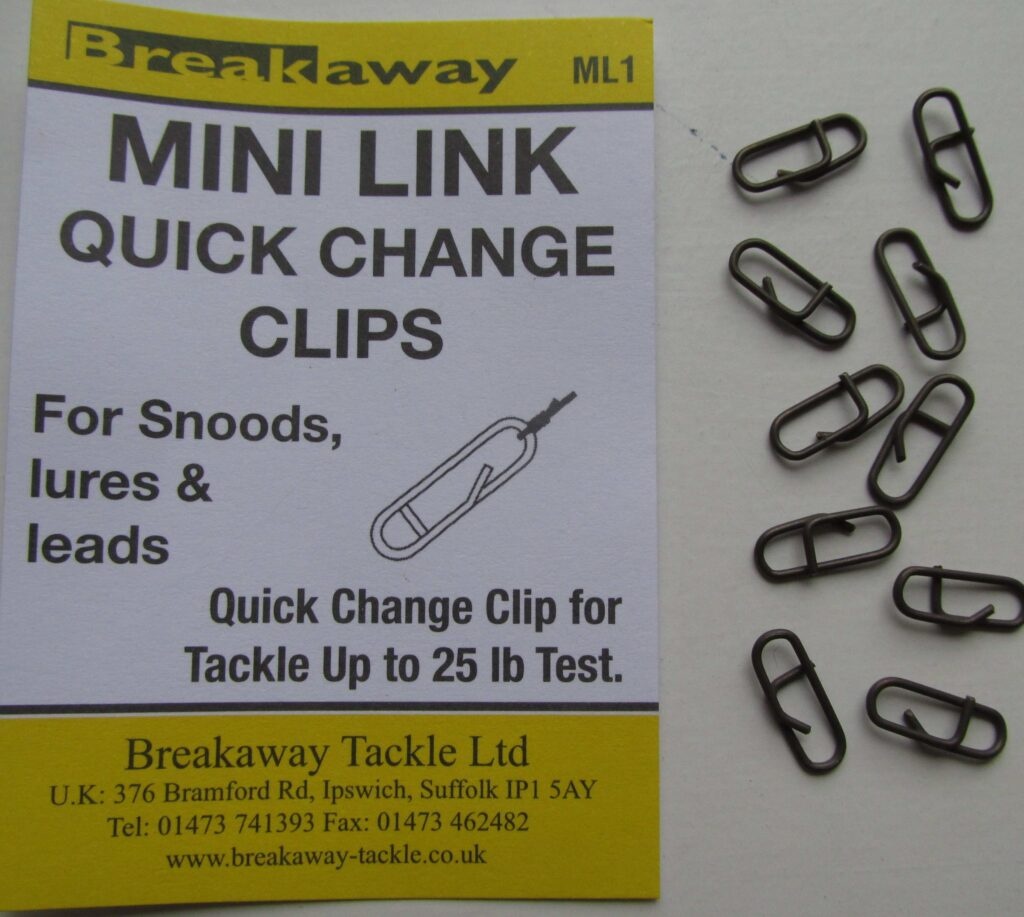 Breakaway ML1
MINI LINK
QUICK CHANGE
CLIPS
For Snoods,
lures &
leads
Quick Change Clip for
Tackle Up to 25 lb Test.
Breakaway Tackle Ltd
U.K: 376 Bramford Rd, Ipswich, Suffolk IP1 5AY
Tel: 01473 741393 Fax: 01473 462482
www.breakaway-tackle.co.uk